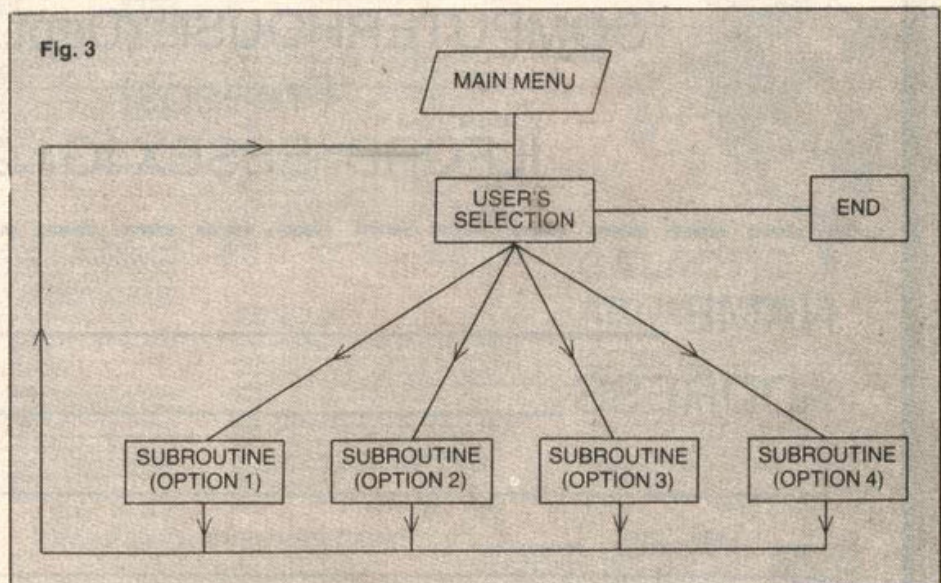 Fig. 3
MAIN MENU
USER'S
SELECTION
END
SUBROUTINE
(OPTION 1)
SUBROUTINE
(OPTION 2)
SUBROUTINE
(OPTION 3)
SUBROUTINE
(OPTION 4)